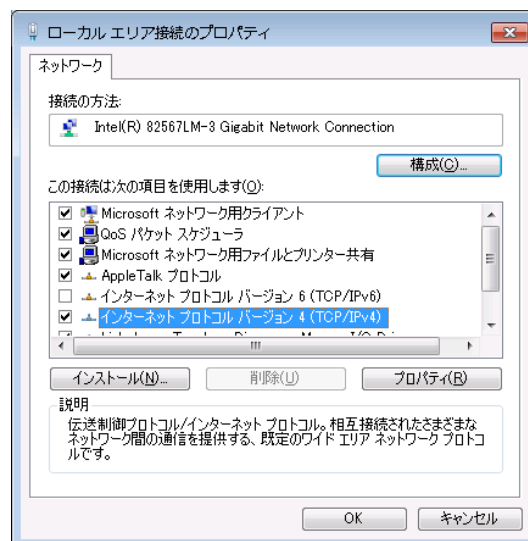 ローカル エリア接続のプロパティ
ネットワーク
接続の方法:
Intel(R) 82567LM-3 Gigabit Network Connection
構成(C)...
この接続は次の項目を使用します(O):
Microsoft ネットワーク用クライアント
QoS パケット スケジューラ
Microsoft ネットワーク用ファイルとプリンター共有
AppleTalk プロトコル
インターネット プロトコル バージョン 6 (TCP/IPv6)
インターネット プロトコル バージョン 4 (TCP/IPv4)
インストール(N)...
削除(U)
プロパティ(R)
説明
伝送制御プロトコル/インターネット プロトコル。相互接続されたさまざまな
ネットワーク間の通信を提供する、既定のワイド エリア ネットワーク プロトコ
ルです。
OK
キャンセル